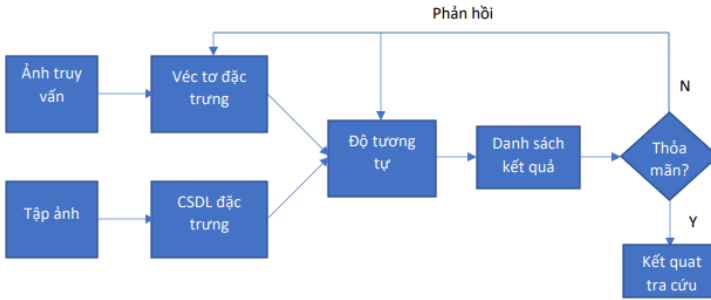 Phản hồi
Ảnh truy
vấn
Véc tơ đặc
trưng
N
Độ tương
tự
Danh sách
kết quả
Thỏa
mãn?
Tập ảnh
CSDL đặc
trưng
Y
Kết quat
tra cứu